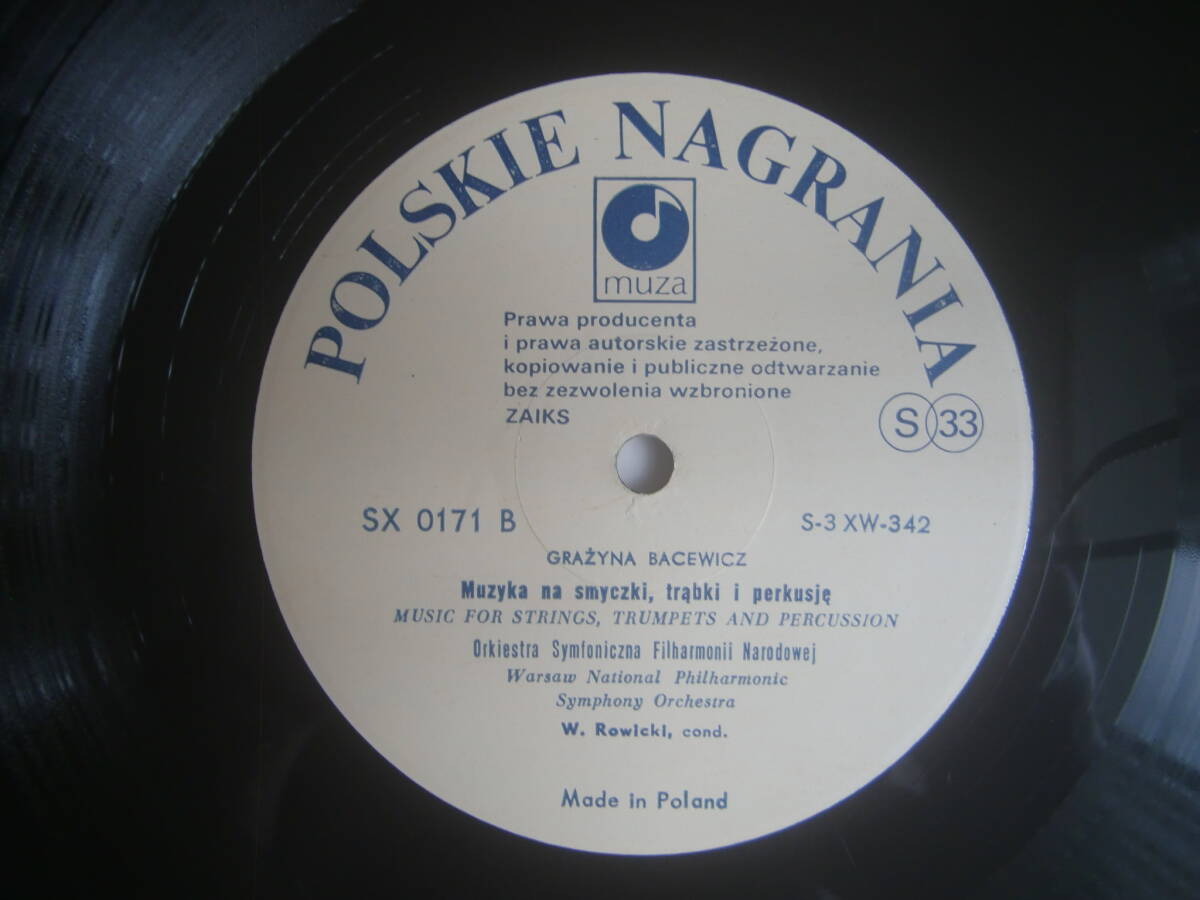 POLSKIE NAGRANIA
muza
Prawa producenta
i prawa autorskie zastrzeżone,
kopiowanie i publiczne odtwarzanie
bez zezwolenia wzbronione
ZAIKS
S 33
SX 0171 B
S-3 XW-342
GRAŻYNA BACEWICZ
Muzyka na smyczki, trąbki i perkusję
MUSIC FOR STRINGS, TRUMPETS AND PERCUSSION
Orkiestra Symfoniczna Filharmonii Narodowej
Warsaw National Philharmonic
Symphony Orchestra
W. Rowicki, cond.
Made in Poland